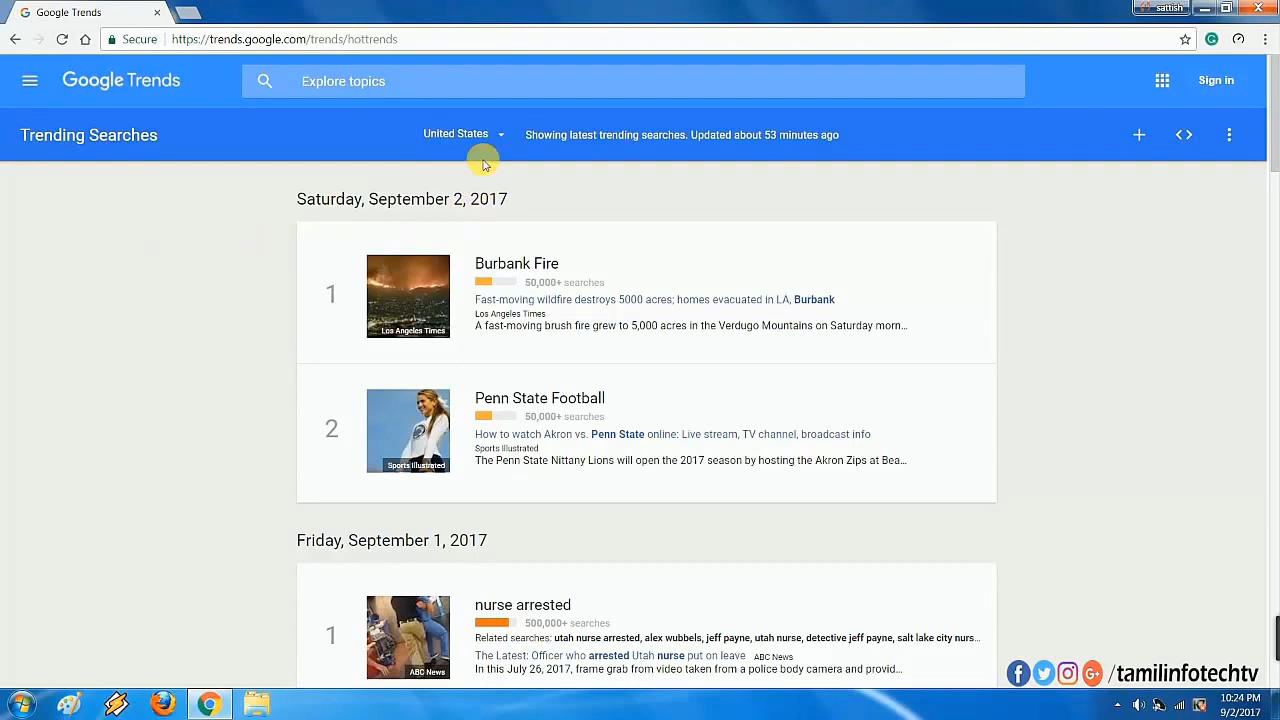 Google Trends
sattish
Secure
https://trends.google.com/trends/hottrends
Google Trends
Explore topics
Sign in
Trending Searches
United States
Showing latest trending searches. Updated about 53 minutes ago
Saturday, September 2, 2017
1
Los Angeles Times
Burbank Fire
50,000+ searches
Fast-moving wildfire destroys 5000 acres; homes evacuated in LA, Burbank
Los Angeles Times
A fast-moving brush fire grew to 5,000 acres in the Verdugo Mountains on Saturday morn...
2
Sports Illustrated
Penn State Football
50,000+ searches
How to watch Akron vs. Penn State online: Live stream, TV channel, broadcast info
Sports Illustrated
The Penn State Nittany Lions will open the 2017 season by hosting the Akron Zips at Bea...
Friday, September 1, 2017
1
ABC News
nurse arrested
500,000+ searches
Related searches: utah nurse arrested, alex wubbels, jeff payne, utah nurse, detective jeff payne, salt lake city nurs...
The Latest: Officer who arrested Utah nurse put on leave ABC News
In this July 26, 2017, frame grab from video taken from a police body camera and provid...
/tamilinfotechtv
10:24 PM
9/2/2017